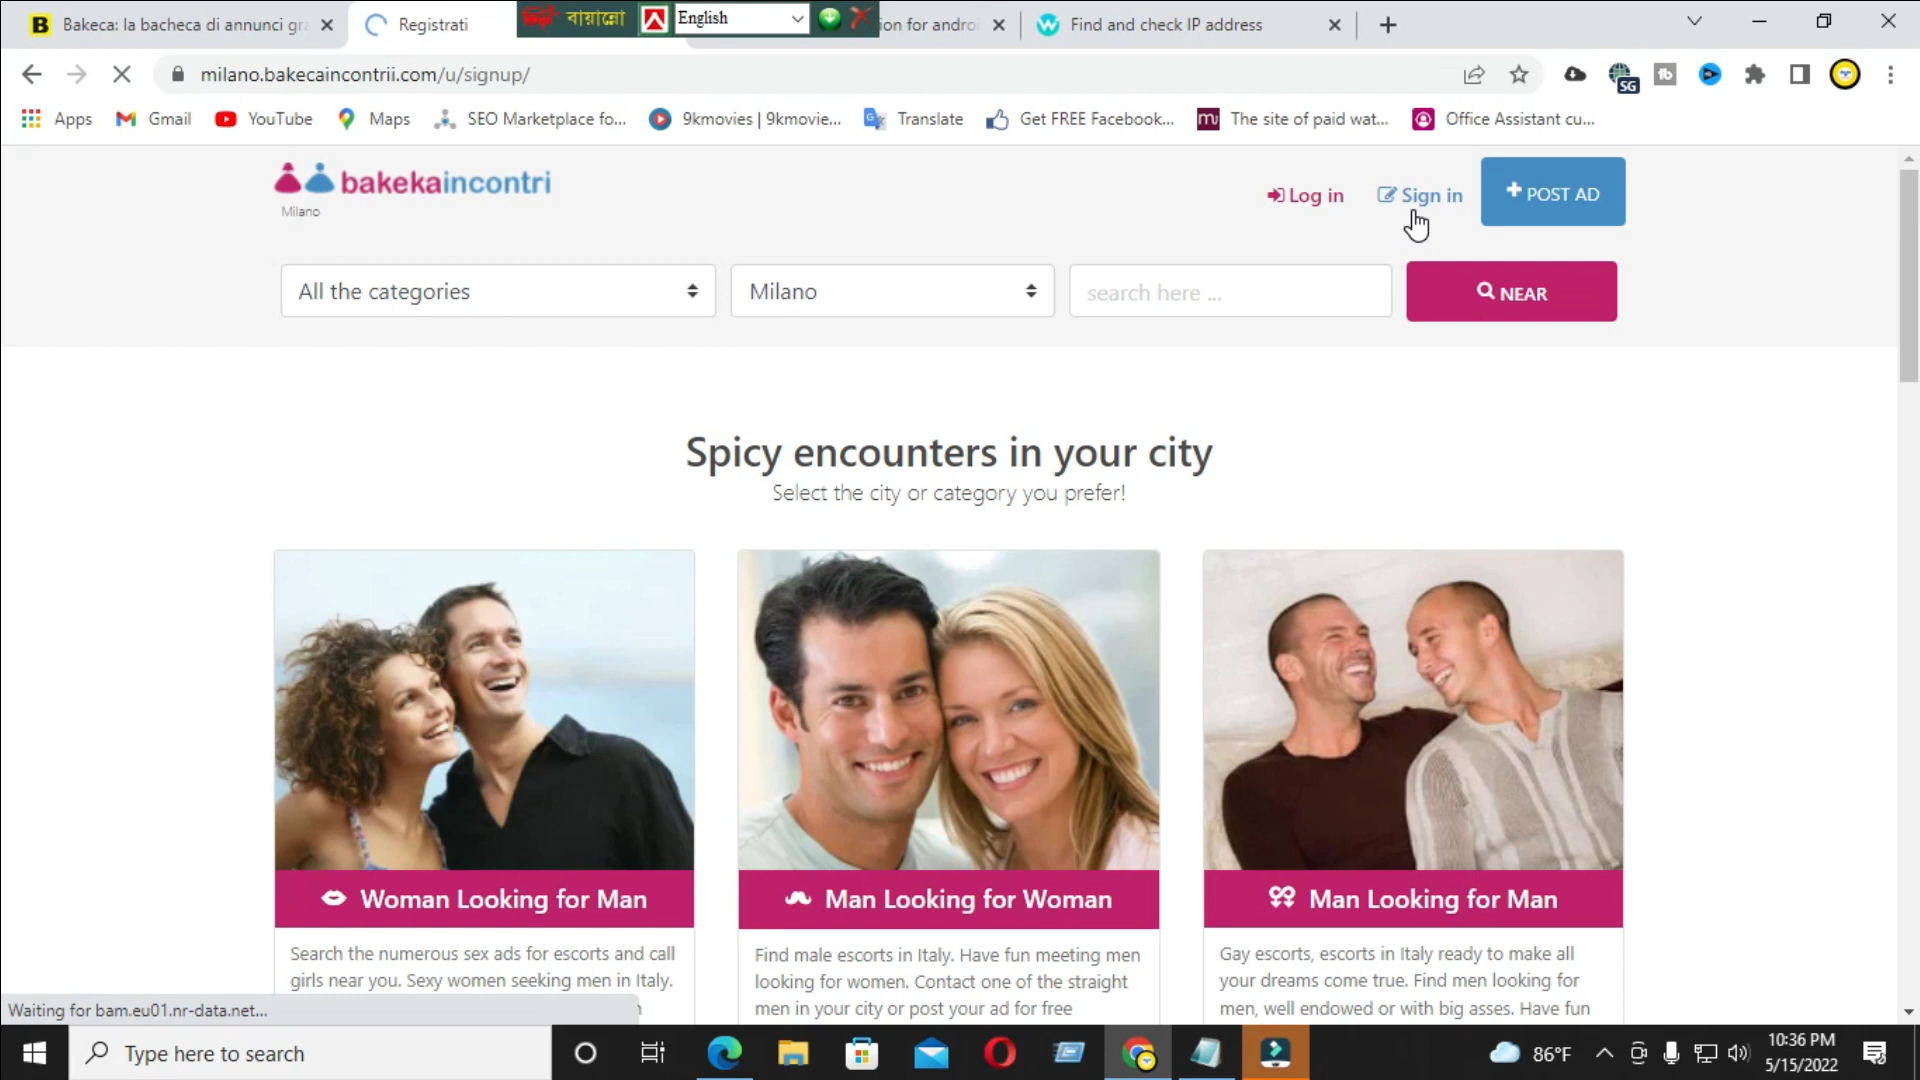 Bakeca: la bacheca di annunci gra
Registrati
বায়ান্নো
English
ion for androi
Find and check IP address
milano.bakecaincontrii.com/u/signup/
SG
Apps
Gmail
YouTube
Maps
SEO Marketplace fo...
9kmovies | 9kmovie...
Translate
Get FREE Facebook...
The site of paid wat...
Office Assistant cu...
bakekaincontri
Milano
Log in
Sign in
POST AD
All the categories
Milano
search here ...
NEAR
Spicy encounters in your city
Select the city or category you prefer!
Woman Looking for Man
Man Looking for Woman
Man Looking for Man
Search the numerous sex ads for escorts and call
girls near you. Sexy women seeking men in Italy.
Find male escorts in Italy. Have fun meeting men
looking for women. Contact one of the straight
men in your city or post your ad for free
Gay escorts, escorts in Italy ready to make all
your dreams come true. Find men looking for
men, well endowed or with big asses. Have fun
Waiting for bam.eu01.nr-data.net...
Type here to search
86°F
10:36 PM
5/15/2022